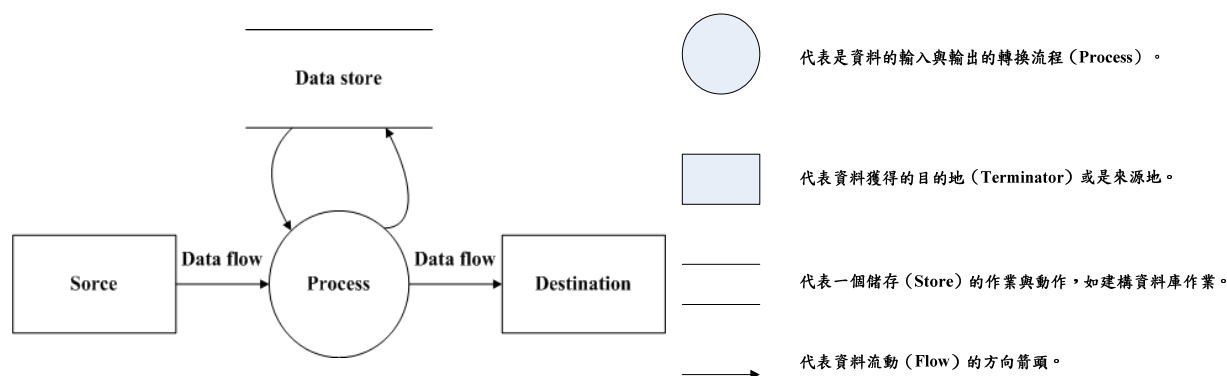 Data store
Sorce
Data flow
Process
Data flow
Destination
代表是資料的輸入與輸出的轉換流程（Process）。
代表資料獲得的目的地（Terminator）或是來源地。
代表一個儲存（Store）的作業與動作，如建構資料庫作業。
代表資料流動（Flow）的方向箭頭。